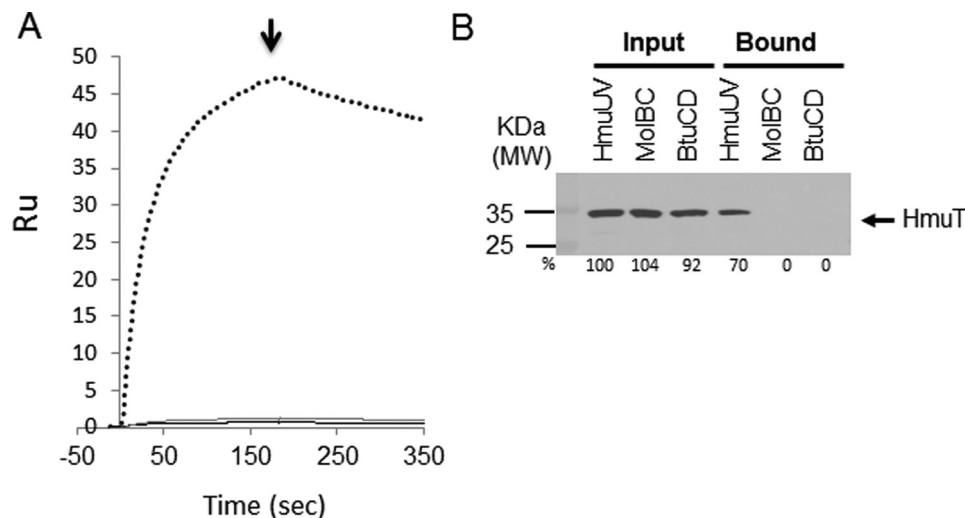 A
50
45
40
35
30
25
20
15
10
5
0
Ru
-50 50 150 250 350
Time (sec)
B
Input Bound
KDa
(MW)
HmuUV
MolBC
BtuCD
HmuUV
MolBC
BtuCD
35
25
HmuT
% 100 104 92 70 0 0